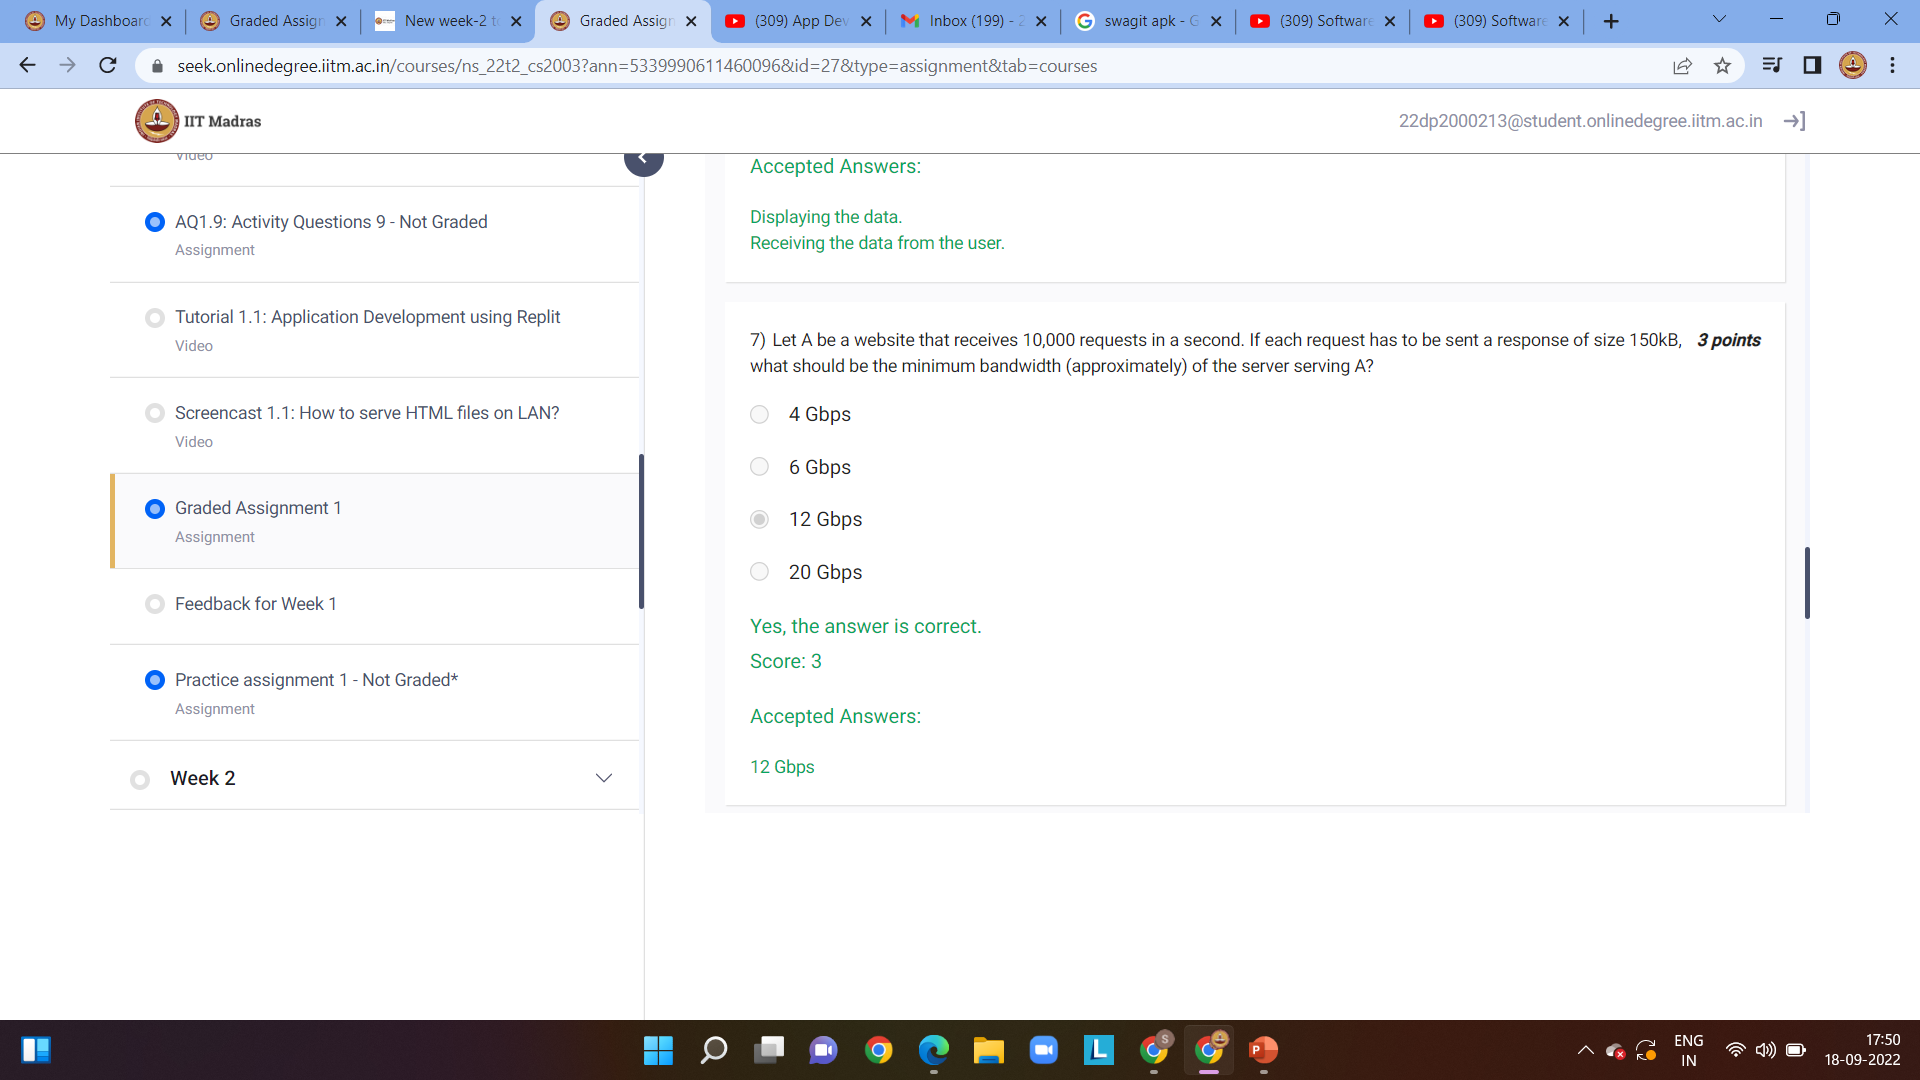 My Dashboard
Graded Assign
New week-2 t
Graded Assign
(309) App Dev
Inbox (199) - 2
swagit apk - G
(309) Software
(309) Software
seek.onlinedegree.iitm.ac.in/courses/ns_22t2_cs2003?ann=5339990611460096&id=27&type=assignment&tab=courses
IIT Madras
22dp2000213@student.onlinedegree.iitm.ac.in
Video
AQ1.9: Activity Questions 9 - Not Graded
Assignment
Tutorial 1.1: Application Development using Replit
Video
Screencast 1.1: How to serve HTML files on LAN?
Video
Graded Assignment 1
Assignment
Feedback for Week 1
Practice assignment 1 - Not Graded*
Assignment
Week 2
Accepted Answers:
Displaying the data.
Receiving the data from the user.
7) Let A be a website that receives 10,000 requests in a second. If each request has to be sent a response of size 150kB, 3 points
what should be the minimum bandwidth (approximately) of the server serving A?
4 Gbps
6 Gbps
12 Gbps
20 Gbps
Yes, the answer is correct.
Score: 3
Accepted Answers:
12 Gbps
ENG
IN
17:50
18-09-2022